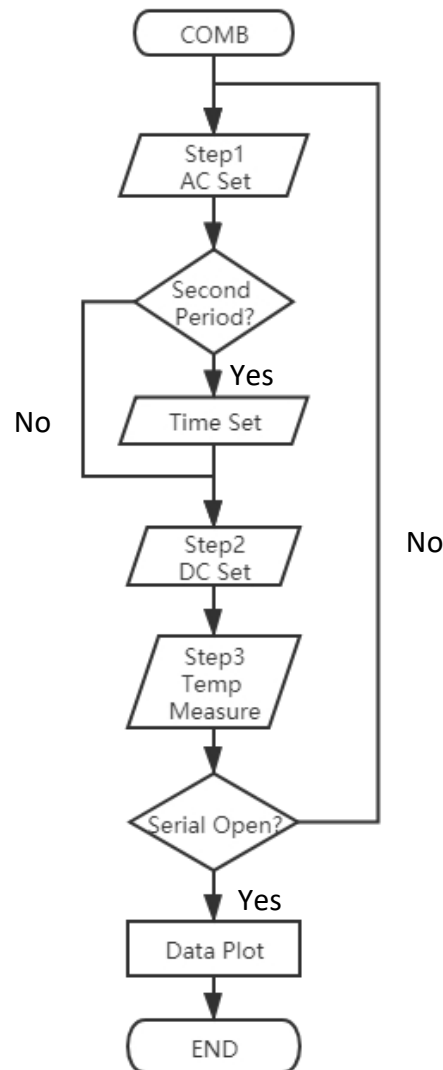 COMB
Step1
AC Set
Second
Period?
Yes
No
Time Set
Step2
DC Set
No
Step3
Temp
Measure
Serial Open?
Yes
Data Plot
END